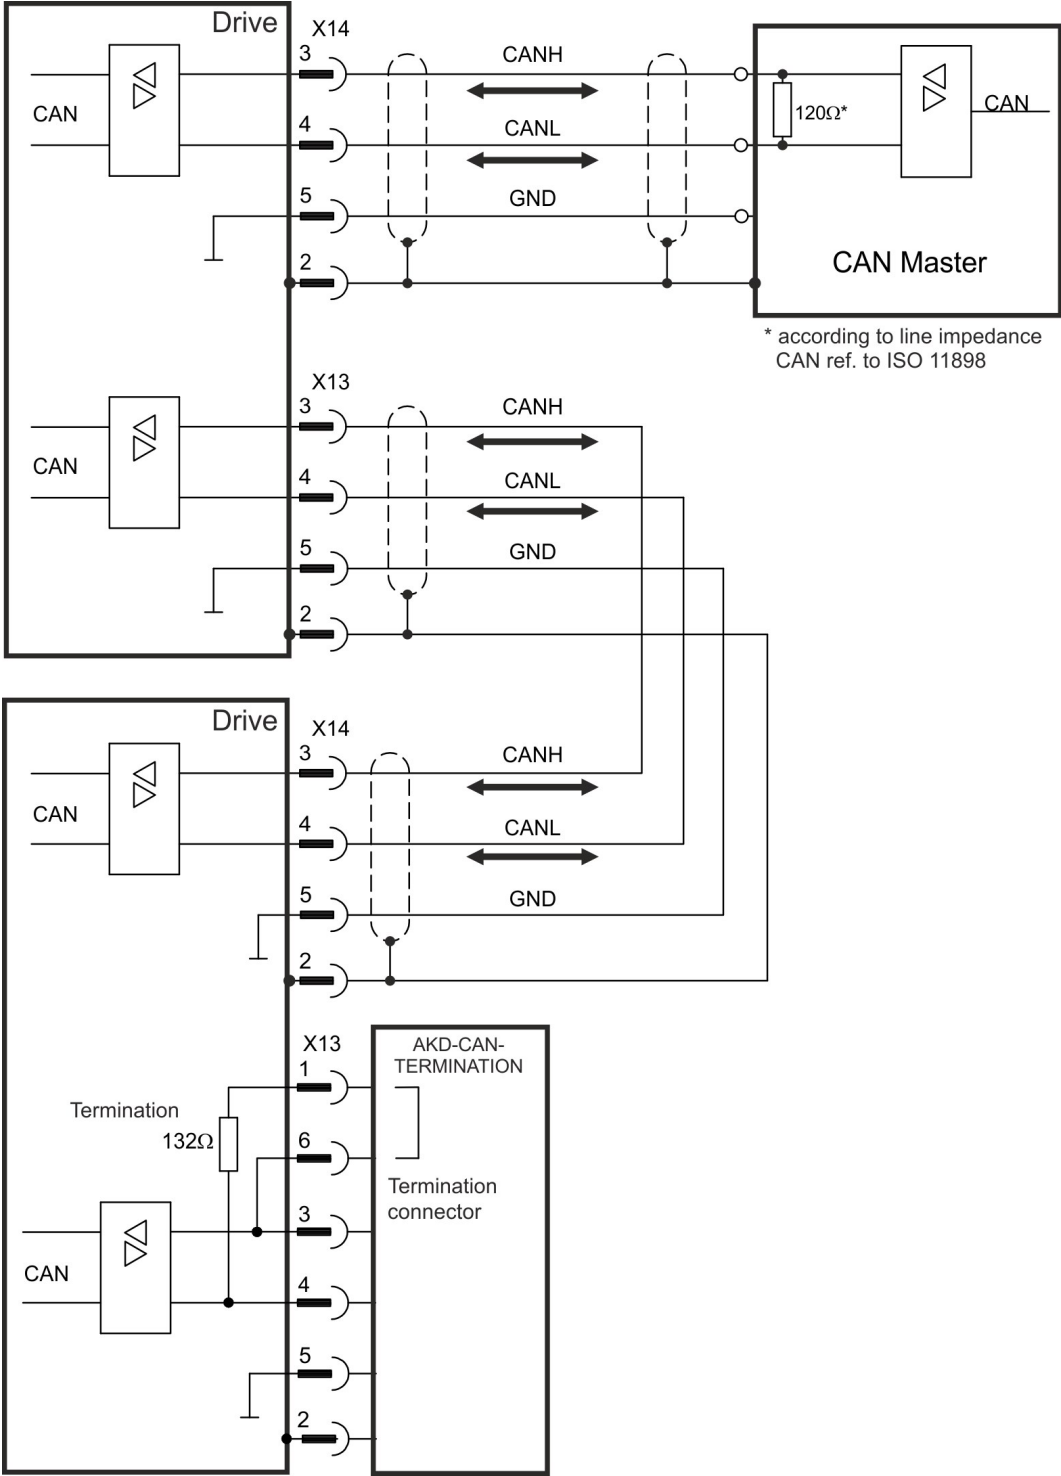 Drive
X14
3
CANH
CAN
120Ω*
CAN
4
CANL
5
GND
2
CAN Master
* according to line impedance
CAN ref. to ISO 11898
X13
3
CANH
CAN
4
CANL
5
GND
2
Drive
X14
3
CANH
CAN
4
CANL
5
GND
2
X13
AKD-CAN-
TERMINATION
1
Termination
132Ω
6
Termination
connector
3
CAN
4
5
2